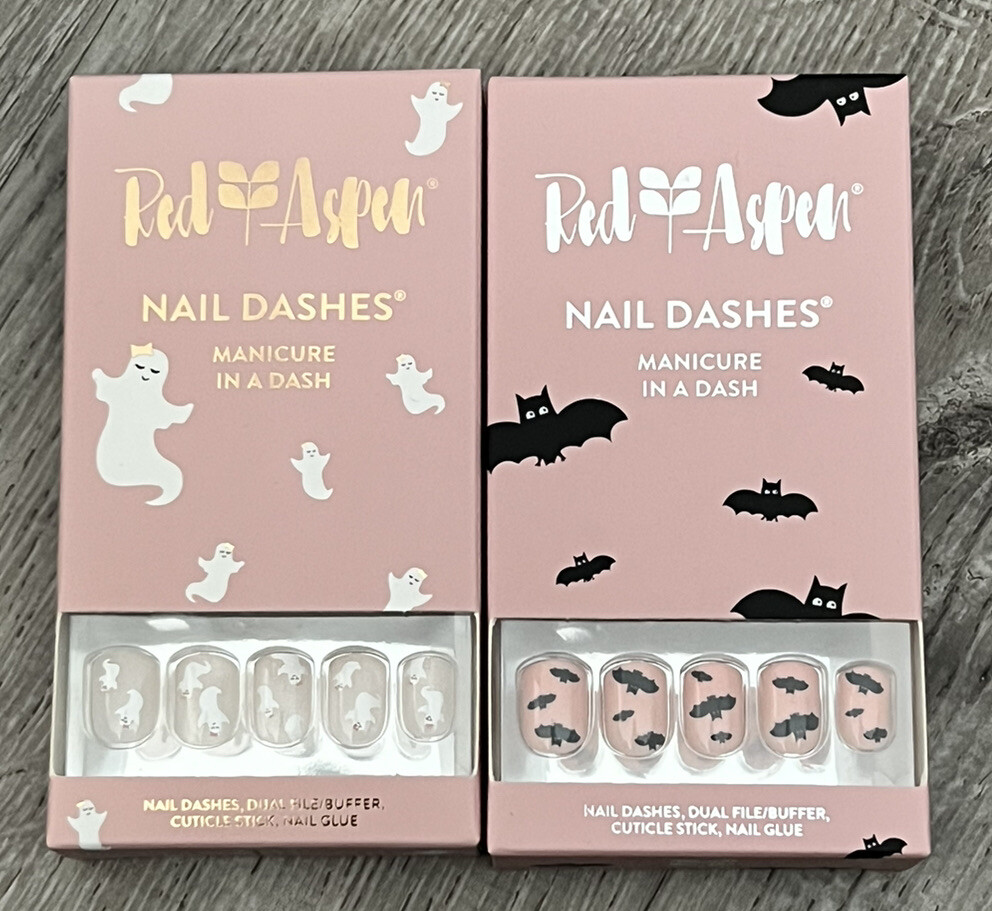 Red Aspen®
NAIL DASHES®
MANICURE
IN A DASH
NAIL DASHES, DUAL FILE/BUFFER,
CUTICLE STICK, NAIL GLUE
Red Aspen®
NAIL DASHES®
MANICURE
IN A DASH
NAIL DASHES, DUAL FILE/BUFFER,
CUTICLE STICK, NAIL GLUE